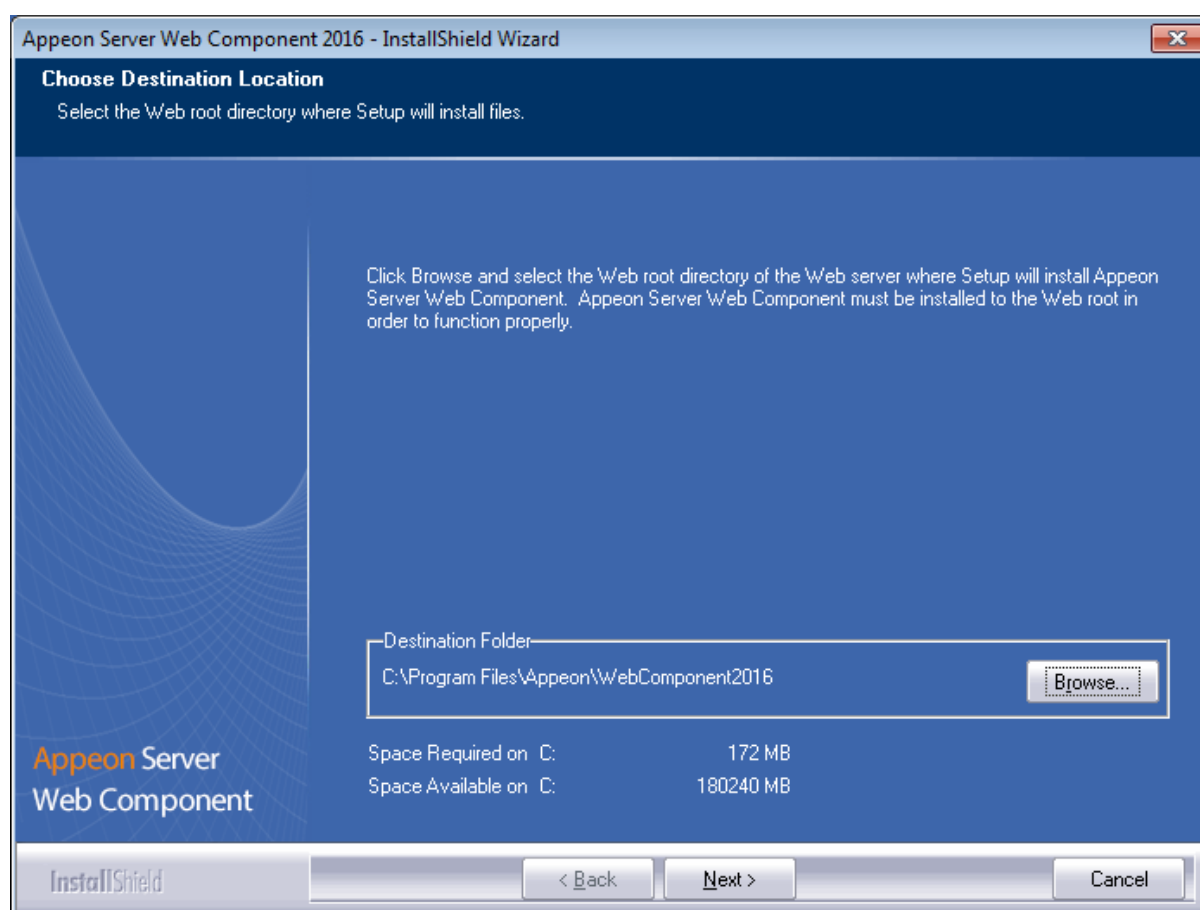 Appeon Server Web Component 2016 - InstallShield Wizard
Choose Destination Location
Select the Web root directory where Setup will install files.
Click Browse and select the Web root directory of the Web server where Setup will install Appeon
Server Web Component.  Appeon Server Web Component must be installed to the Web root in
order to function properly.
Destination Folder
C:\Program Files\Appeon\WebComponent2016
Browse...
Space Required on  C: 172 MB
Space Available on  C: 180240 MB
Appeon Server
Web Component
InstallShield
< Back
Next >
Cancel